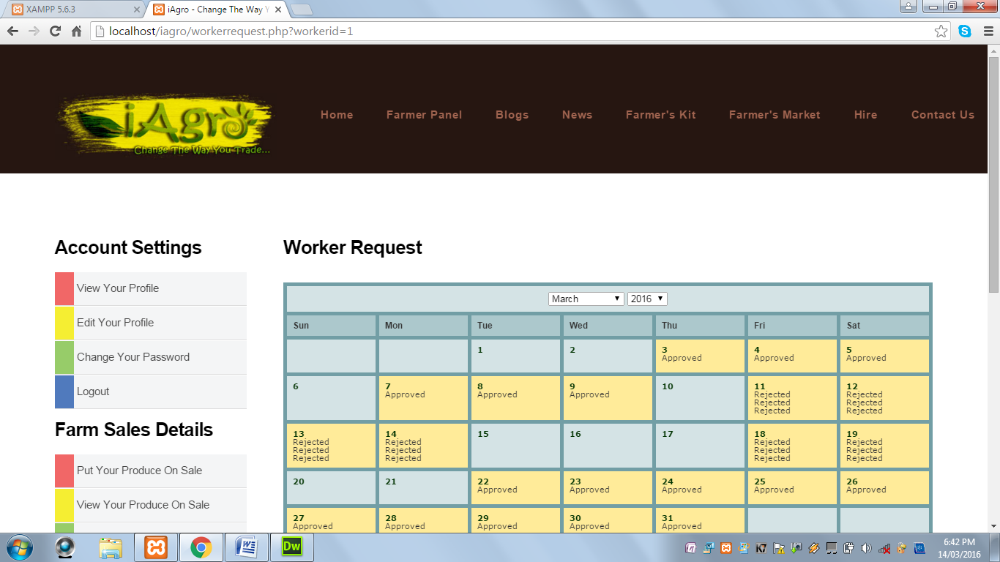 XAMPP 5.6.3
iAgro - Change The Way Y
localhost/iagro/workerrequest.php?workerid=1
iAgro
Change The Way You Trade...
Home Farmer Panel Blogs News Farmer's Kit Farmer's Market Hire Contact Us
Account Settings
View Your Profile
Edit Your Profile
Change Your Password
Logout
Farm Sales Details
Put Your Produce On Sale
View Your Produce On Sale
Worker Request
March 2016
Sun Mon Tue Wed Thu Fri Sat
1 2 3 4 5
Approved Approved Approved
6 7 8 9 10 11 12
Approved Approved Approved Rejected Rejected
Rejected Rejected
Rejected Rejected
13 14 15 16 17 18 19
Rejected Rejected Rejected Rejected
Rejected Rejected Rejected Rejected
Rejected Rejected Rejected Rejected
20 21 22 23 24 25 26
Approved Approved Approved Approved Approved
27 28 29 30 31
Approved Approved Approved Approved Approved
W
Dw
K7
6:42 PM
14/03/2016